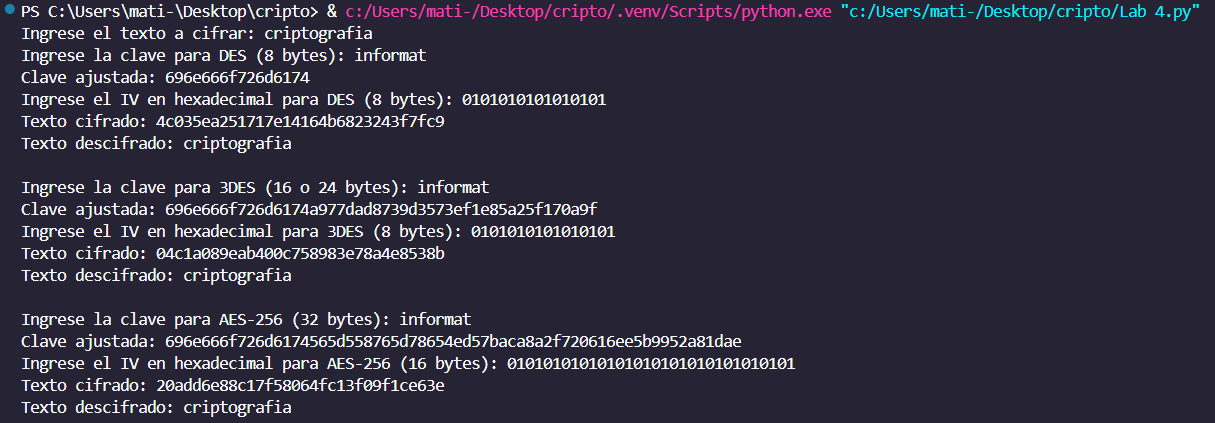 PS C:\Users\mati-\Desktop\cripto> & c:/Users/mati-/Desktop/cripto/.venv/Scripts/python.exe "c:/Users/mati-/Desktop/cripto/Lab 4.py"
Ingrese el texto a cifrar: criptografia
Ingrese la clave para DES (8 bytes): informat
Clave ajustada: 696e666f726d6174
Ingrese el IV en hexadecimal para DES (8 bytes): 0101010101010101
Texto cifrado: 4c035ea251717e14164b6823243f7fc9
Texto descifrado: criptografia
Ingrese la clave para 3DES (16 o 24 bytes): informat
Clave ajustada: 696e666f726d6174a977dad8739d3573ef1e85a25f170a9f
Ingrese el IV en hexadecimal para 3DES (8 bytes): 0101010101010101
Texto cifrado: 04c1a089eab400c758983e78a4e8538b
Texto descifrado: criptografia
Ingrese la clave para AES-256 (32 bytes): informat
Clave ajustada: 696e666f726d6174565d558765d78654ed57baca8a2f720616ee5b9952a81dae
Ingrese el IV en hexadecimal para AES-256 (16 bytes): 01010101010101010101010101010101
Texto cifrado: 20add6e88c17f58064fc13f09f1ce63e
Texto descifrado: criptografia